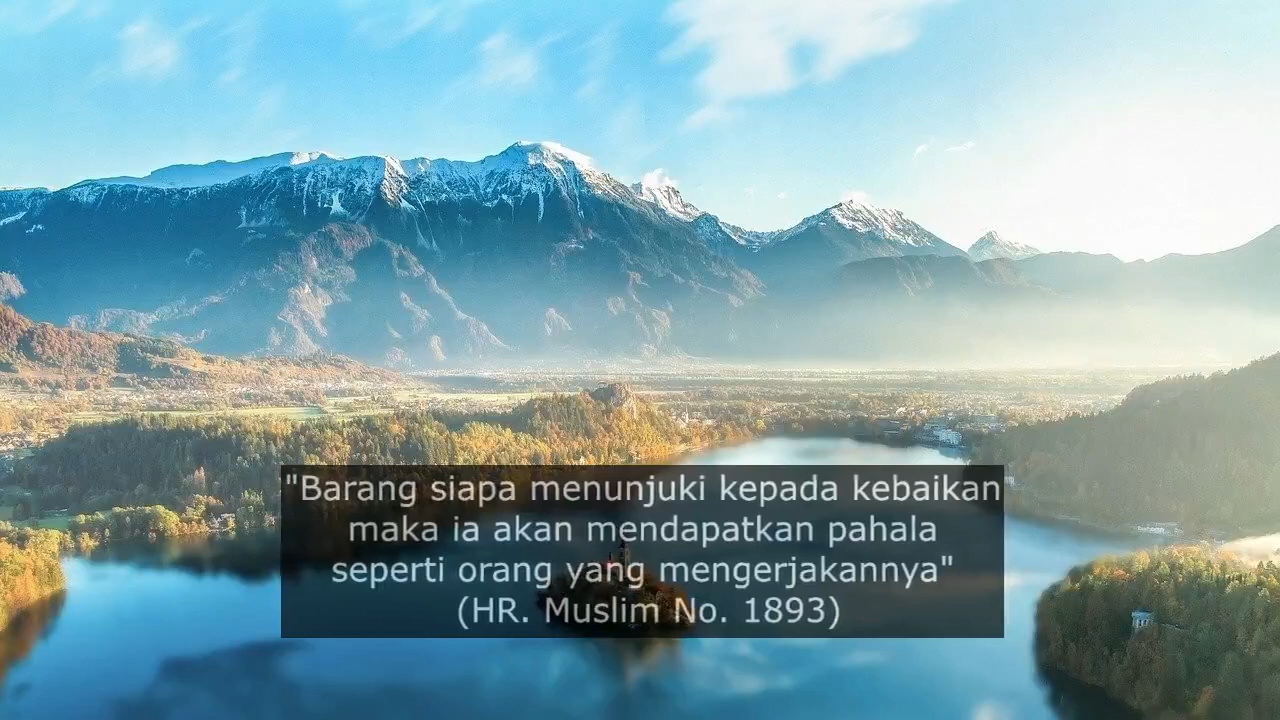 "Barang siapa menunjuki kepada kebaikan
maka ia akan mendapatkan pahala
seperti orang yang mengerjakannya"
(HR. Muslim No. 1893)